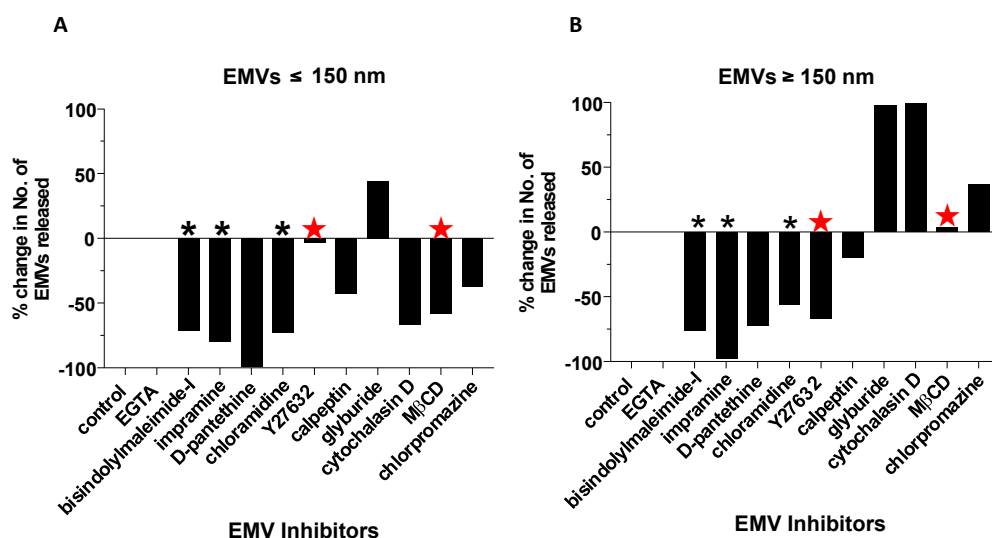 A
EMVs ≤ 150 nm
% change in No. of
EMVs released
100
50
0
-50
-100
* * *
control
EGTA
bisindolylmaleimide-I
impramine
D-pantethine
chloramidine
Y27632
calpeptin
glyburide
cytochalasin D
MβCD
chlorpromazine
EMV Inhibitors
B
EMVs ≥ 150 nm
% change in No. of
EMVs released
100
50
0
-50
-100
* * *
control
EGTA
bisindolylmaleimide-I
impramine
D-pantethine
chloramidine
Y27632
calpeptin
glyburide
cytochalasin D
MβCD
chlorpromazine
EMV Inhibitors